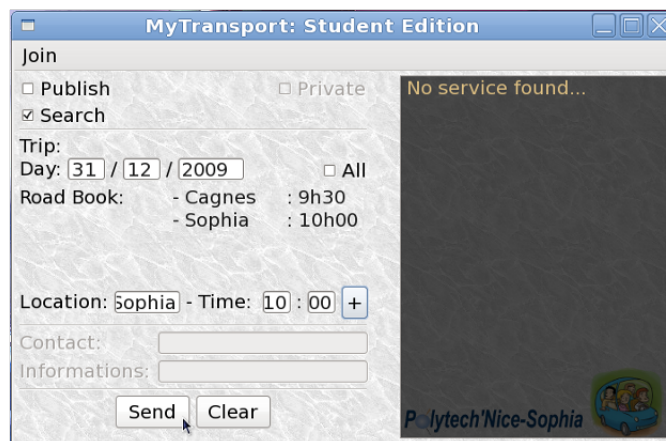 MyTransport: Student Edition
Join
Publish Private
Search
Trip:
Day: 31 / 12 / 2009 All
Road Book: - Cagnes : 9h30
- Sophia : 10h00
Location: Sophia - Time: 10 : 00 +
Contact:
Informations:
Send Clear
No service found...
Polytech'Nice-Sophia